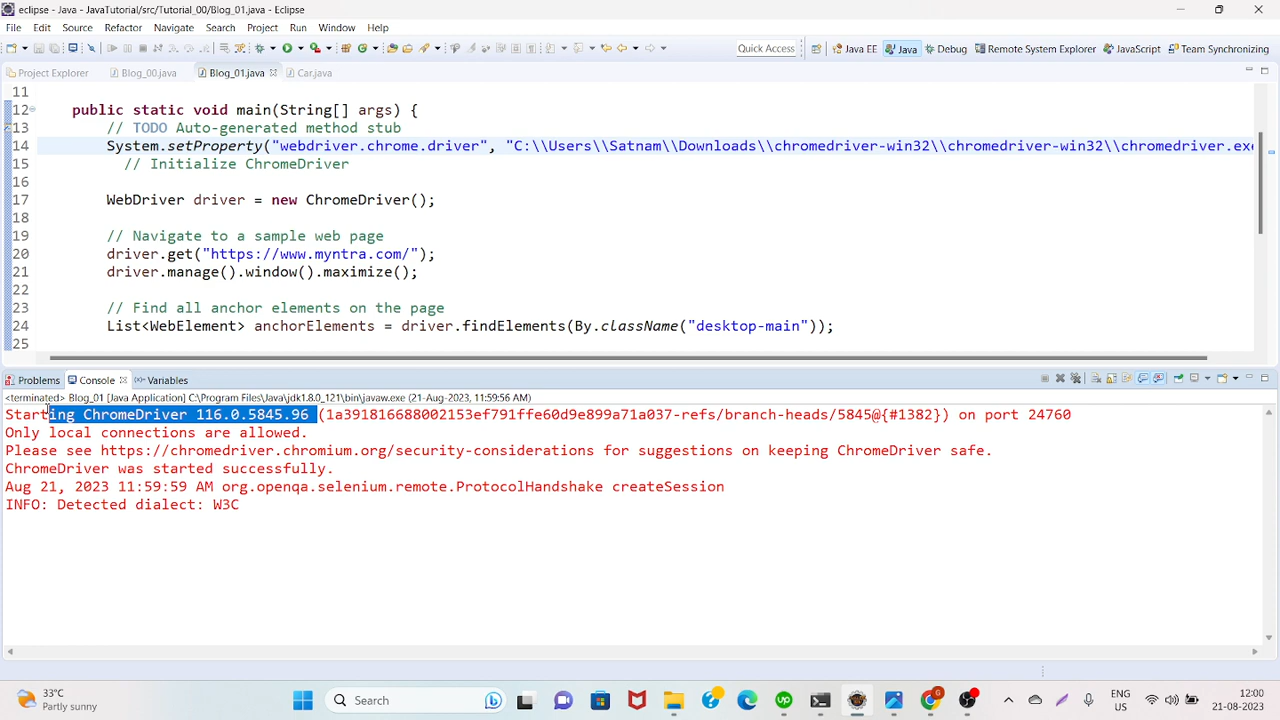 eclipse - Java - JavaTutorial/src/Tutorial_00/Blog_01.java - Eclipse
File Edit Source Refactor Navigate Search Project Run Window Help
Quick Access Java EE Java Debug Remote System Explorer JavaScript Team Synchronizing
Project Explorer Blog_00.java Blog_01.java Car.java
11
12 public static void main(String[] args) {
13 // TODO Auto-generated method stub
14 System.setProperty("webdriver.chrome.driver", "C:\\Users\\Satnam\\Downloads\\chromedriver-win32\\chromedriver-win32\\chromedriver.exe
15 // Initialize ChromeDriver
16
17 WebDriver driver = new ChromeDriver();
18
19 // Navigate to a sample web page
20 driver.get("https://www.myntra.com/");
21 driver.manage().window().maximize();
22
23 // Find all anchor elements on the page
24 List<WebElement> anchorElements = driver.findElements(By.className("desktop-main"));
25
Problems Console Variables
<terminated> Blog_01 [Java Application] C:\Program Files\Java\jdk1.8.0_121\bin\javaw.exe (21-Aug-2023, 11:59:56 AM)
Starting ChromeDriver 116.0.5845.96 (1a391816688002153ef791ffe60d9e899a71a037-refs/branch-heads/5845@{#1382}) on port 24760
Only local connections are allowed.
Please see https://chromedriver.chromium.org/security-considerations for suggestions on keeping ChromeDriver safe.
ChromeDriver was started successfully.
Aug 21, 2023 11:59:59 AM org.openqa.selenium.remote.ProtocolHandshake createSession
INFO: Detected dialect: W3C
33°C
Partly sunny
Search
ENG
US
12:00
21-08-2023